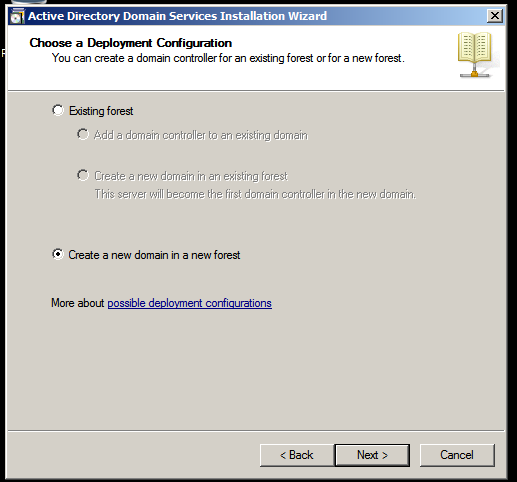 Active Directory Domain Services Installation Wizard
Choose a Deployment Configuration
You can create a domain controller for an existing forest or for a new forest.
Existing forest
Add a domain controller to an existing domain
Create a new domain in an existing forest
This server will become the first domain controller in the new domain.
Create a new domain in a new forest
More about possible deployment configurations
< Back
Next >
Cancel